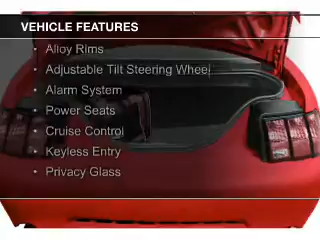 VEHICLE FEATURES
• Alloy Rims
• Adjustable Tilt Steering Wheel
• Alarm System
• Power Seats
• Cruise Control
• Keyless Entry
• Privacy Glass